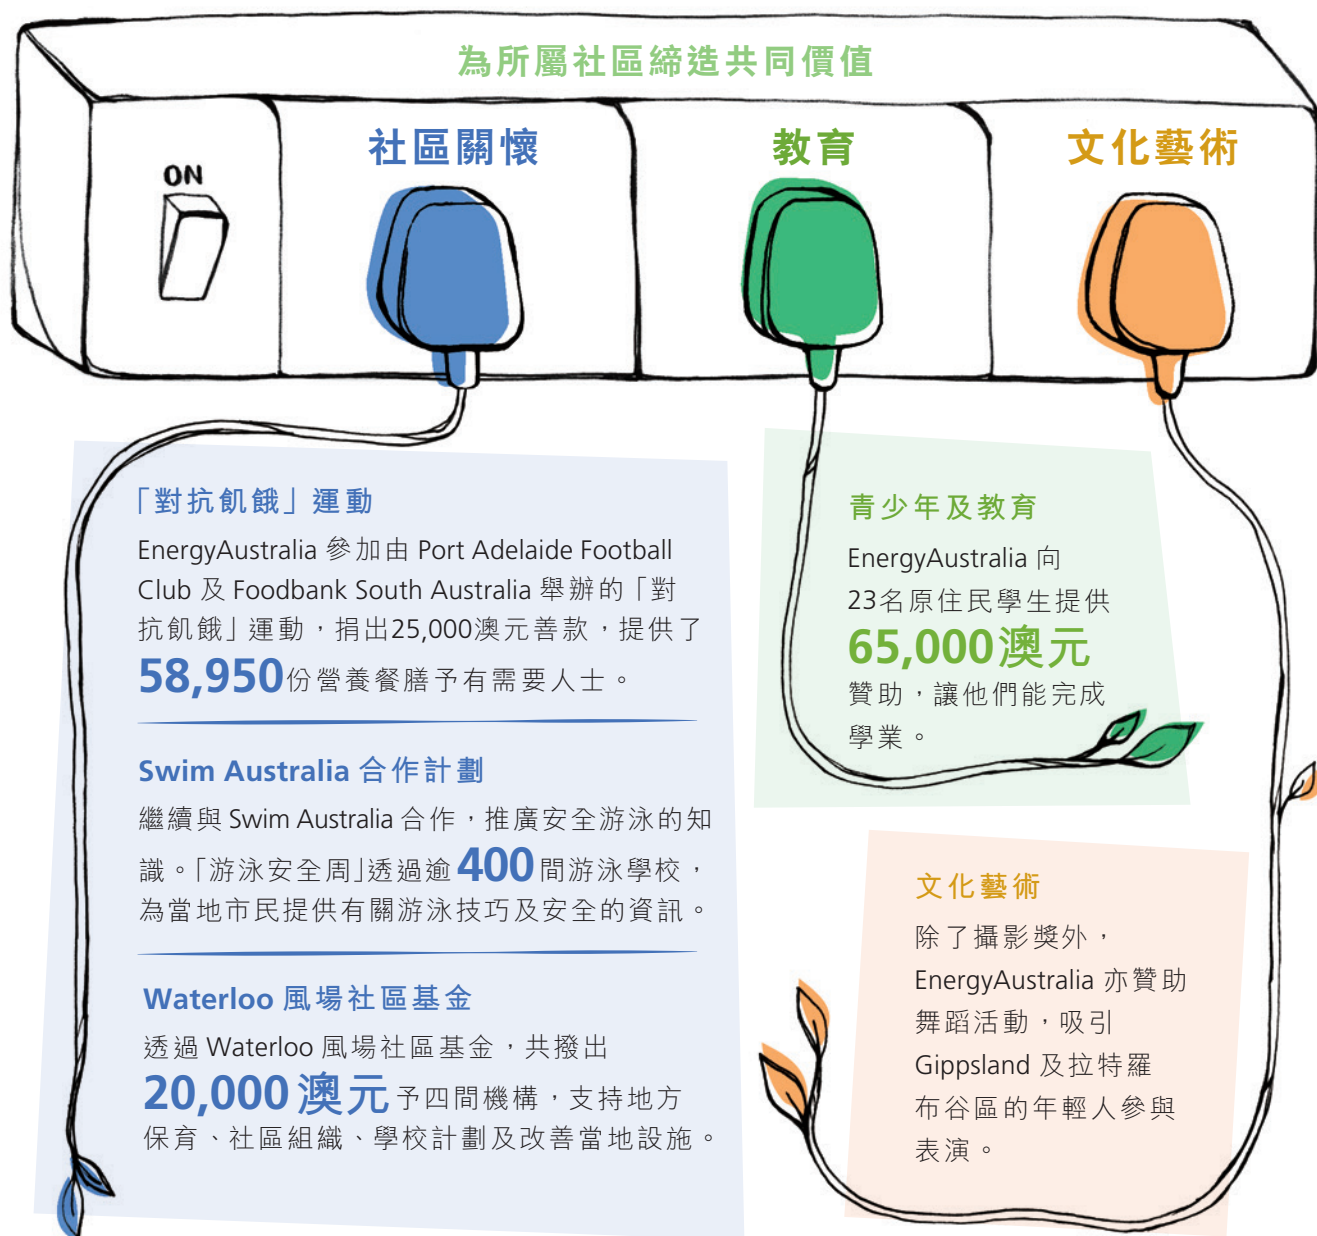 為所屬社區締造共同價值
ON
社區關懷
教育
文化藝術
「對抗飢餓」運動
EnergyAustralia 參加由 Port Adelaide Football
Club 及 Foodbank South Australia 舉辦的「對
抗飢餓」運動，捐出25,000澳元善款，提供了
58,950份營養餐膳予有需要人士。
Swim Australia 合作計劃
繼續與 Swim Australia 合作，推廣安全游泳的知
識。「游泳安全周」透過逾400間游泳學校，
為當地市民提供有關游泳技巧及安全的資訊。
Waterloo 風場社區基金
透過 Waterloo 風場社區基金，共撥出
20,000 澳元予四間機構，支持地方
保育、社區組織、學校計劃及改善當地設施。
青少年及教育
EnergyAustralia 向
23名原住民學生提供
65,000澳元
贊助，讓他們能完成
學業。
文化藝術
除了攝影獎外，
EnergyAustralia 亦贊助
舞蹈活動，吸引
Gippsland 及拉特羅
布谷區的年輕人參與
表演。